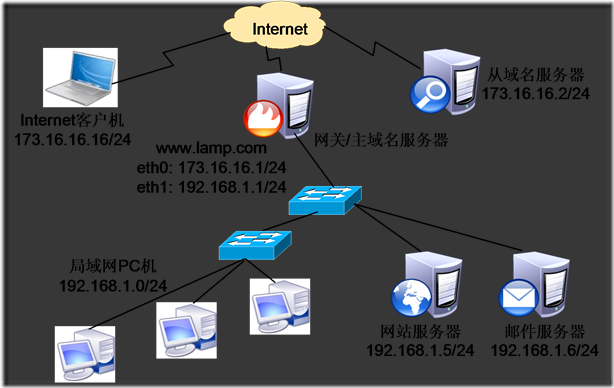 Internet
Internet客户机
173.16.16.16/24
从域名服务器
173.16.16.2/24
网关/主域名服务器
www.lamp.com
eth0: 173.16.16.1/24
eth1: 192.168.1.1/24
局域网PC机
192.168.1.0/24
网站服务器
192.168.1.5/24
邮件服务器
192.168.1.6/24